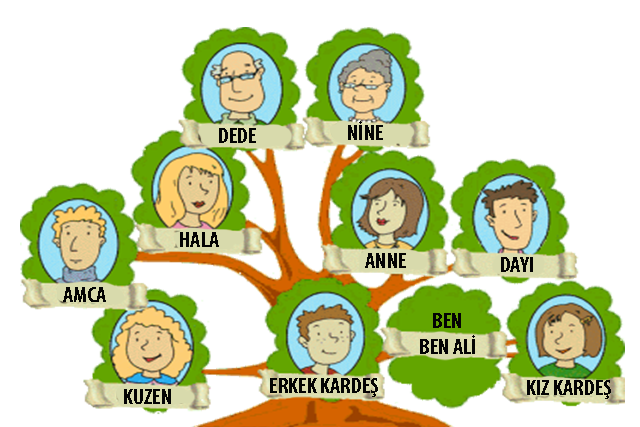 DEDE
NİNE
HALA
ANNE
DAYI
AMCA
BEN
BEN ALİ
KUZEN
ERKEK KARDEŞ
KIZ KARDEŞ